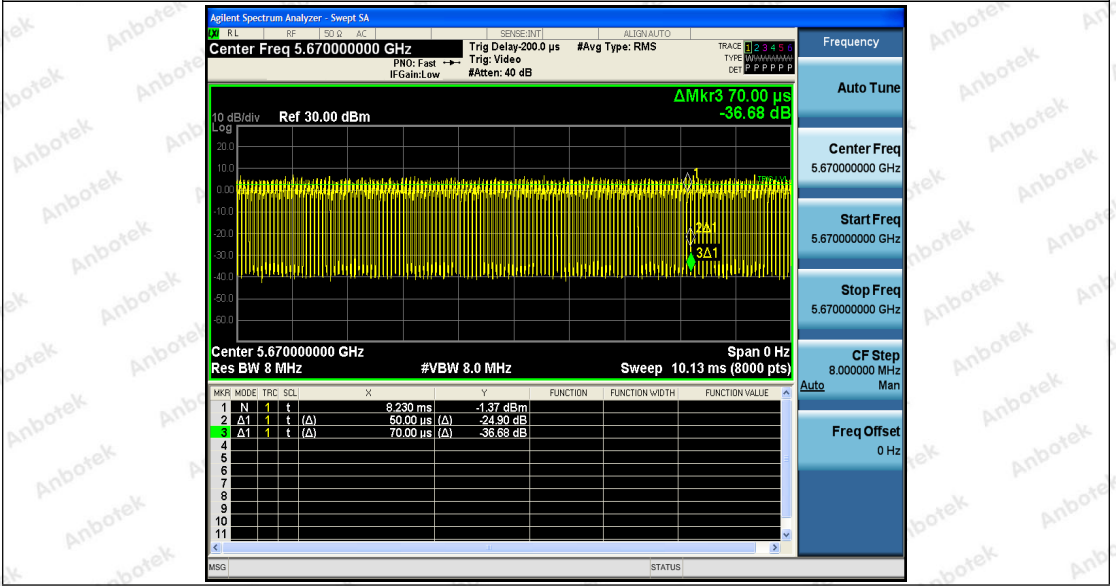 Agilent Spectrum Analyzer - Swept SA
RL RF 50 Ω AC SENSE:INT ALIGNAUTO
Center Freq 5.670000000 GHz
PNO: Fast
IFGain:Low
Trig Delay-200.0 µs #Avg Type: RMS
Trig: Video
#Atten: 40 dB
TRACE 1 2 3 4 5 6
TYPE
DET P P P P P P
Frequency
Auto Tune
ΔMkr3 70.00 µs
-36.68 dB
10 dB/div Ref 30.00 dBm
Log
20.0
10.0
0.00
-10.0
-20.0
-30.0
-40.0
-50.0
-60.0
1
2Δ1
3Δ1
Center Freq
5.670000000 GHz
Start Freq
5.670000000 GHz
Stop Freq
5.670000000 GHz
CF Step
8.000000 MHz
Auto Man
Freq Offset
0 Hz
Center 5.670000000 GHz Span 0 Hz
Res BW 8 MHz #VBW 8.0 MHz Sweep 10.13 ms (8000 pts)
MKR MODE TRC SCL X Y FUNCTION FUNCTION WIDTH FUNCTION VALUE
1 N 1 t 8.230 ms -1.37 dBm
2 Δ1 1 t (Δ) 50.00 µs (Δ) -24.90 dB
3 Δ1 1 t (Δ) 70.00 µs (Δ) -36.68 dB
4
5
6
7
8
9
10
11
MSG STATUS
Anbotek